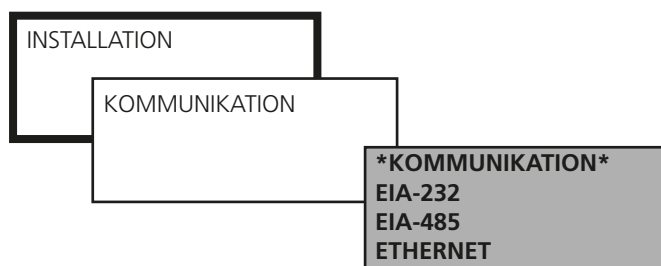 INSTALLATION
KOMMUNIKATION
*KOMMUNIKATION*
EIA-232
EIA-485
ETHERNET